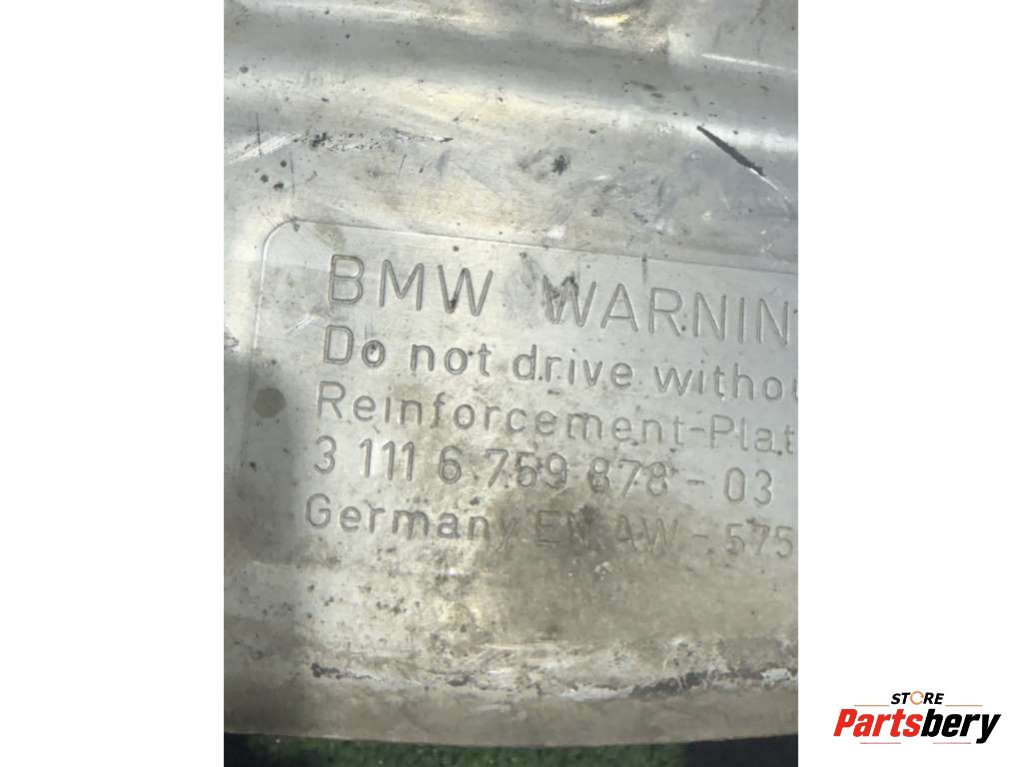 BMW WARNIN
Do not drive withou
Reinforcement-Plat
3 111 6 759 878 - 03
Germany EN AW - 575
STORE
Partsbery